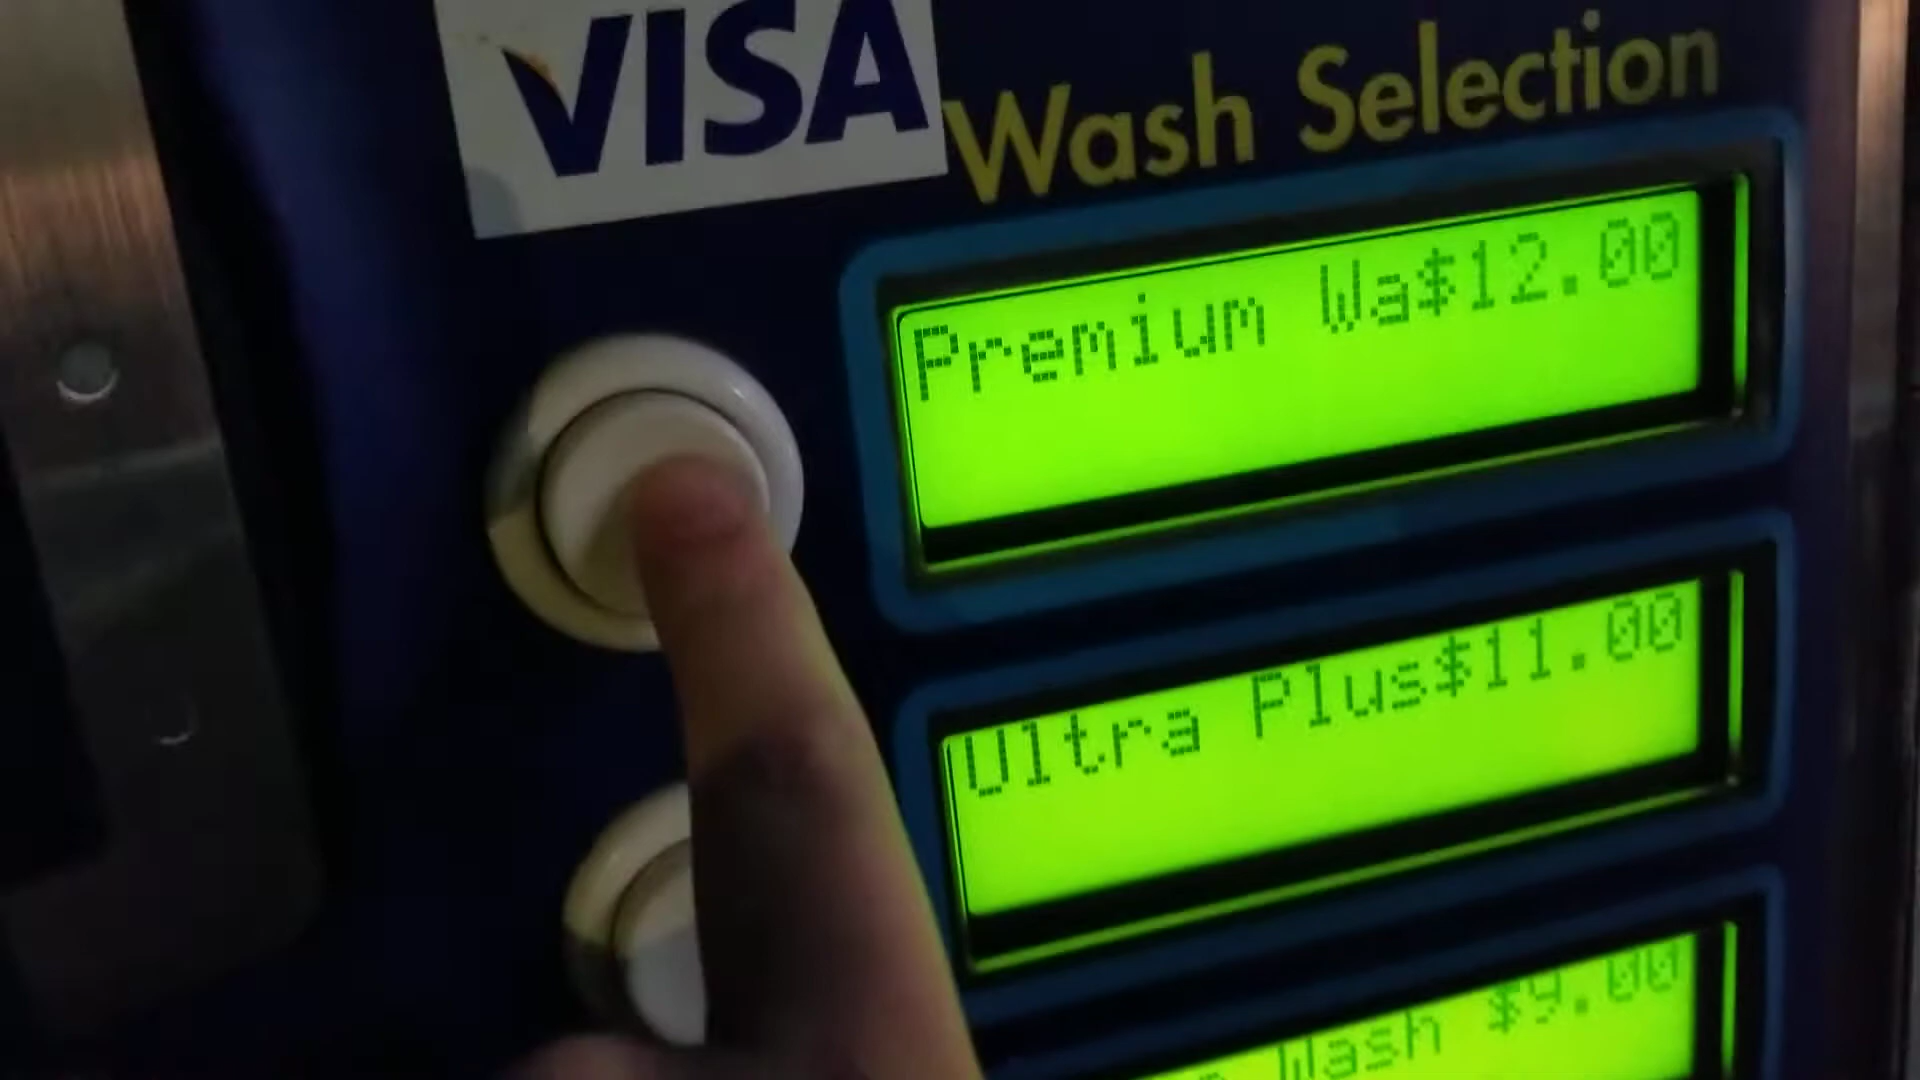 VISA
Wash Selection
Premium Wa$12.00
Ultra Plus$11.00
Wash $9.00